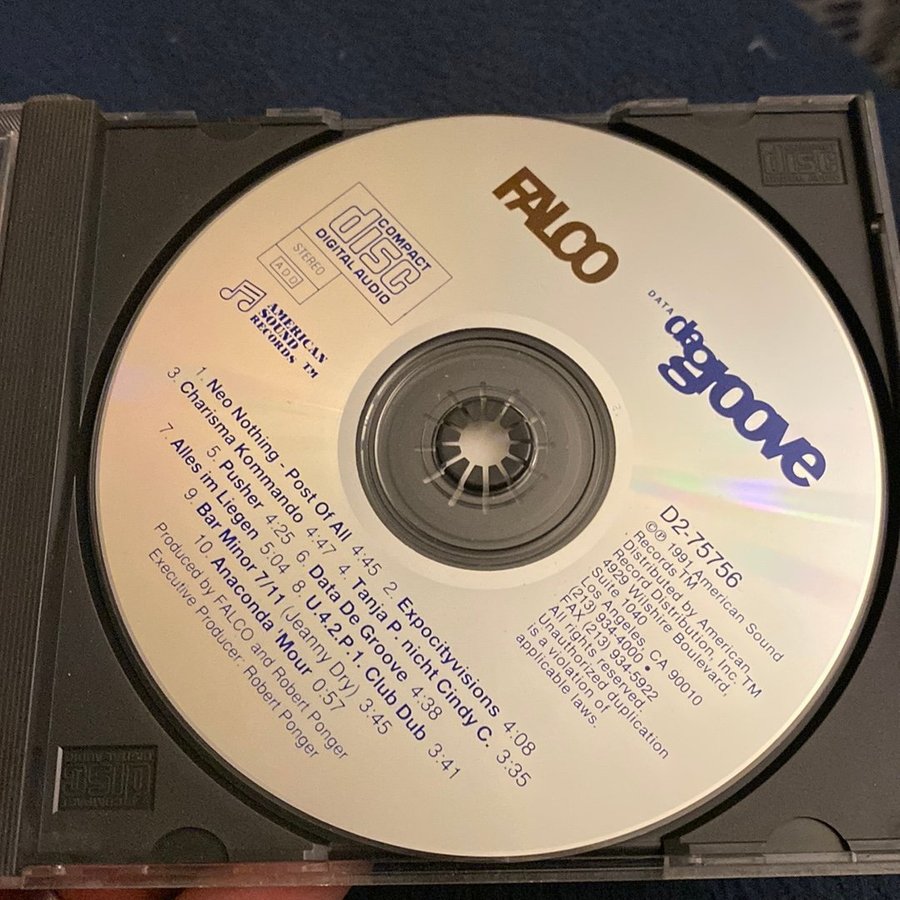 FALCO
DATA
degroove
COMPACT
disc
DIGITAL AUDIO
STEREO
ADD
AMERICAN
SOUND
RECORDS TM
1. Neo Nothing - Post Of All 4:45 2. Expocityvisions 4:08
3. Charisma Kommando 4:47 4. Tanja P. nicht Cindy C. 3:35
5. Pusher 4:25 6. Data De Groove 4:38
7. Alles im Liegen 5:04 8. U.4.2.P 1. Club Dub 3:41
9. Bar Minor 7/11 (Jeanny Dry) 3:45
10. Anaconda 'Mour 0:57
Produced by FALCO and Robert Ponger
Executive Producer, Robert Ponger
D2-75756
©℗ 1991 American Sound
Records TM
Distributed by American
Record Distribution, Inc. TM
4929 Wilshire Boulevard,
Suite 1040
Los Angeles, CA 90010
(213) 934-4000 •
FAX (213) 934-5922
All rights reserved.
Unauthorized duplication
is a violation of
applicable laws.
disc
disc